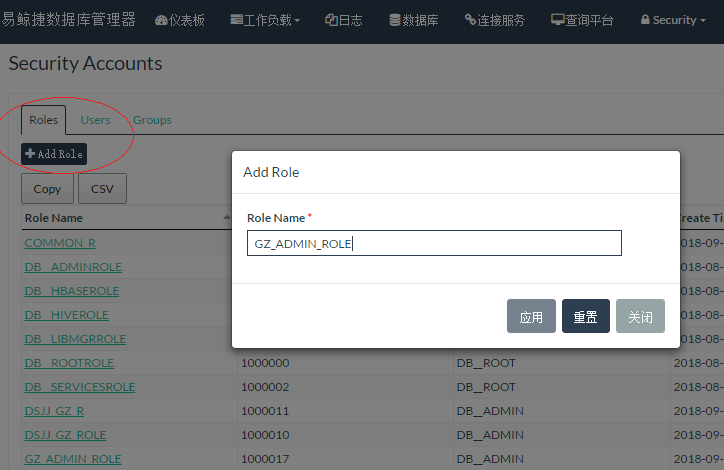 易鲸捷数据库管理器 仪表板 工作负载 日志 数据库 连接服务 查询平台 Security
Security Accounts
Roles Users Groups
Add Role
Copy CSV
Role Name Create Ti
COMMON_R 2018-09-
DB__ADMINROLE 2018-08-
DB__HBASEROLE 2018-08-
DB__HIVEROLE 2018-08-
DB__LIBMGRROLE 2018-08-
DB__ROOTROLE 1000000 DB__ROOT 2018-08-
DB__SERVICESROLE 1000002 DB__ROOT 2018-08-
DSJJ_GZ_R 1000011 DB__ADMIN 2018-09-
DSJJ_GZ_ROLE 1000010 DB__ADMIN 2018-09-
GZ_ADMIN_ROLE 1000017 DB__ADMIN 2018-09-
Add Role
Role Name *
GZ_ADMIN_ROLE
应用 重置 关闭